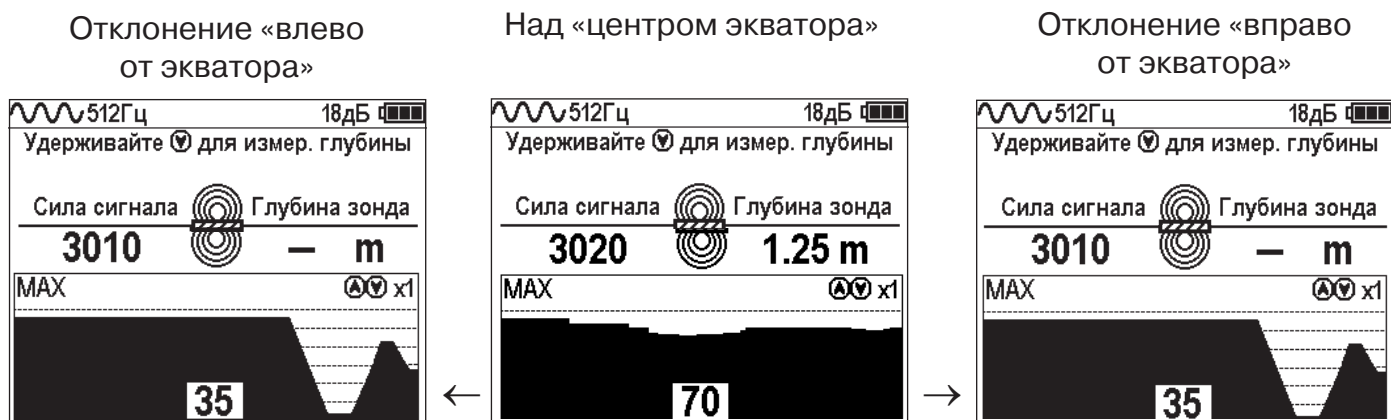 Отклонение «влево
от экватора»
512Гц 18дБ
Удерживайте для измер. глубины
Сила сигнала Глубина зонда
3010 – m
MAX x1
35
Над «центром экватора»
512Гц 18дБ
Удерживайте для измер. глубины
Сила сигнала Глубина зонда
3020 1.25 m
MAX x1
← 70 →
Отклонение «вправо
от экватора»
512Гц 18дБ
Удерживайте для измер. глубины
Сила сигнала Глубина зонда
3010 – m
MAX x1
35